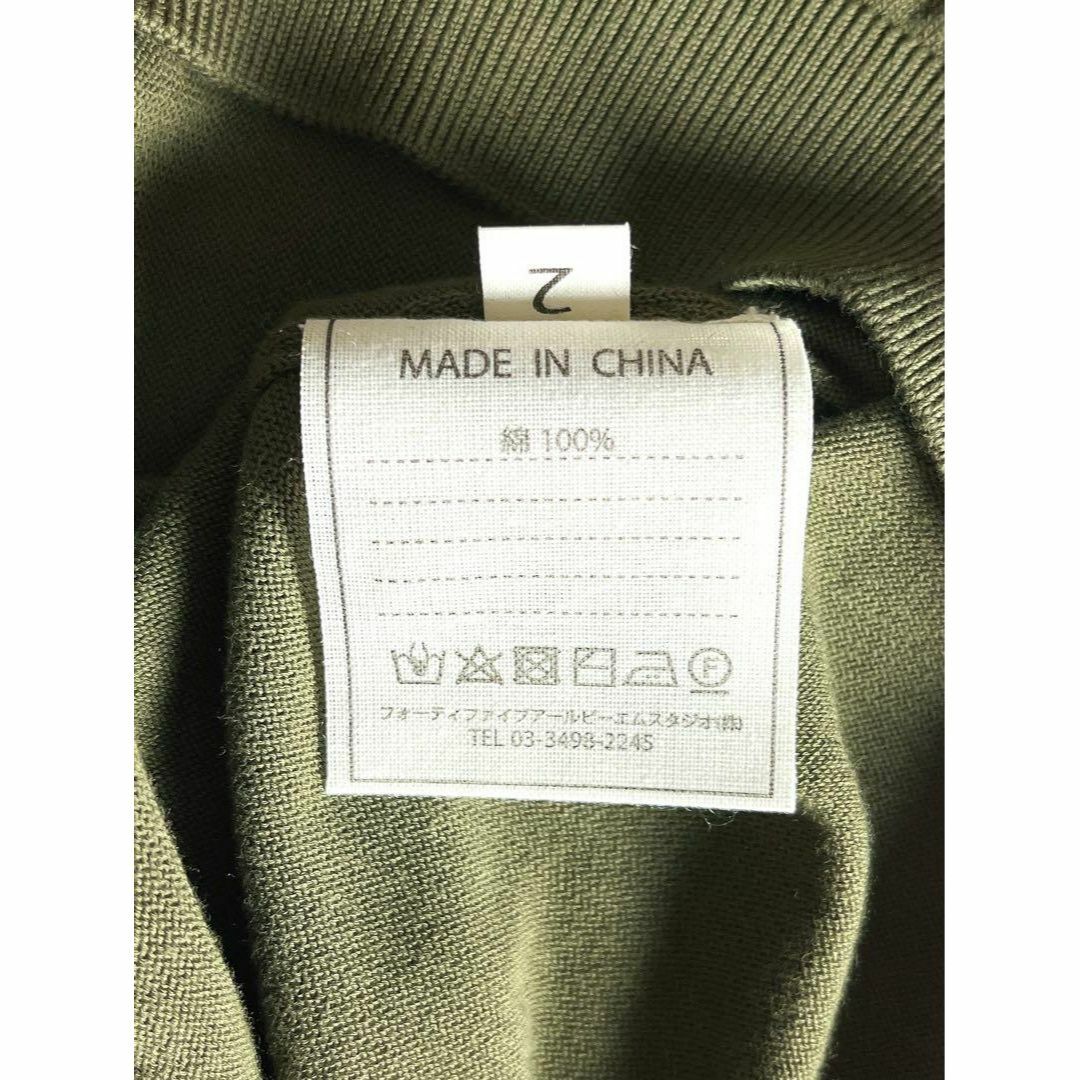 2
MADE IN CHINA
綿 100%
F
フォーティファイブアールピーエムスタジオ(株)
TEL 03-3498-2245